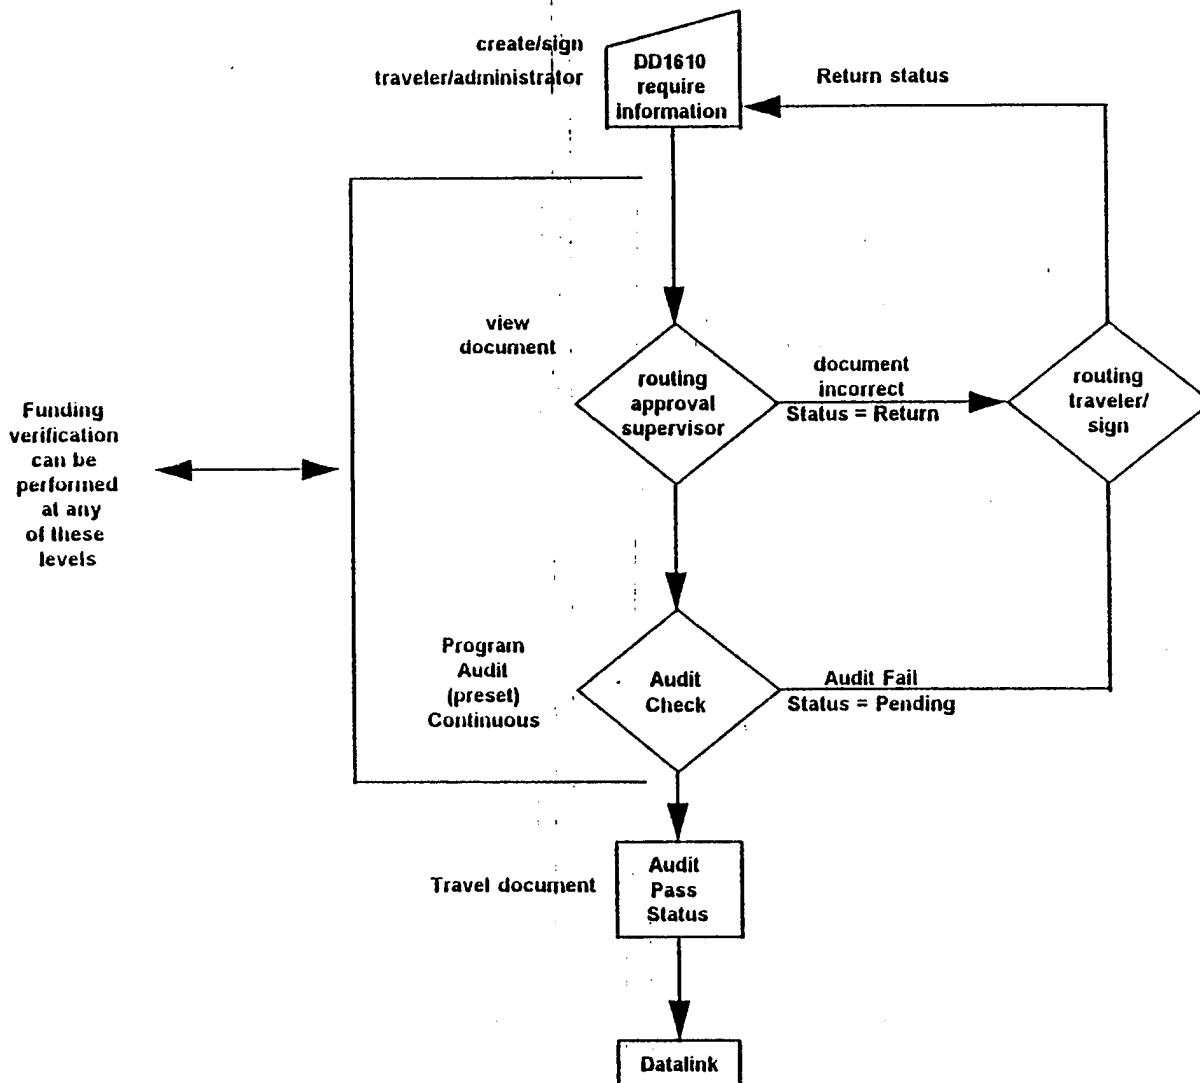 create/sign
traveler/administrator
DD1610
require
information
Return status
view
document
routing
approval
supervisor
document
incorrect
Status = Return
routing
traveler/
sign
Funding
verification
can be
performed
at any
of these
levels
Program
Audit
(preset)
Continuous
Audit
Check
Audit Fail
Status = Pending
Travel document
Audit
Pass
Status
Datalink